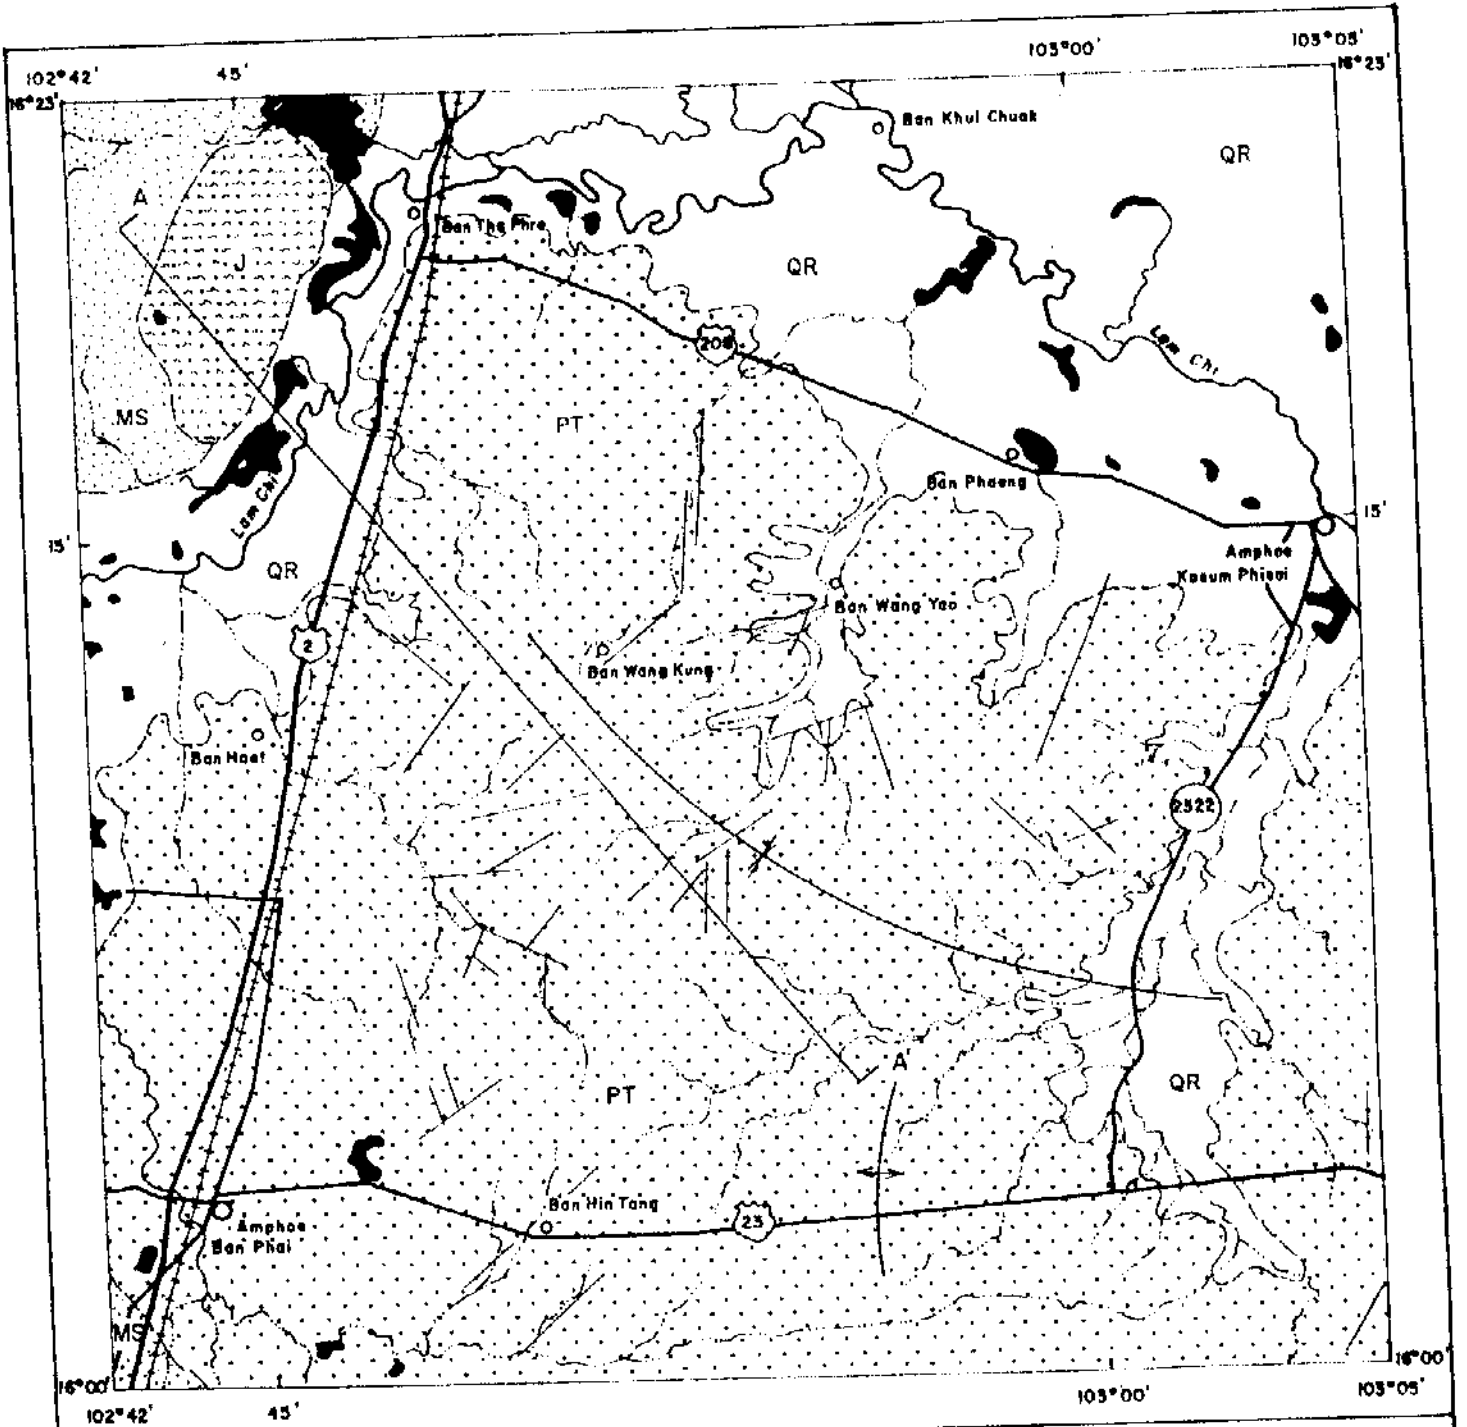 102°42' 45' 103°00' 103°05'
16°23' 16°23'
Ban Khui Chuak
QR
A
Ban Tha Phra
J
QR
208
Lam Chi
MS
PT
Ban Phaeng
Lam Chi
15' 15'
Amphoe
Kosum Phisai
QR
Ban Wang Yao
2
Ban Wang Kung
Ban Haet
2322
A'
PT
QR
Ban Hin Tang
23
Amphoe
Ban Phai
MS
16°00' 16°00'
102°42' 45' 103°00' 103°05'